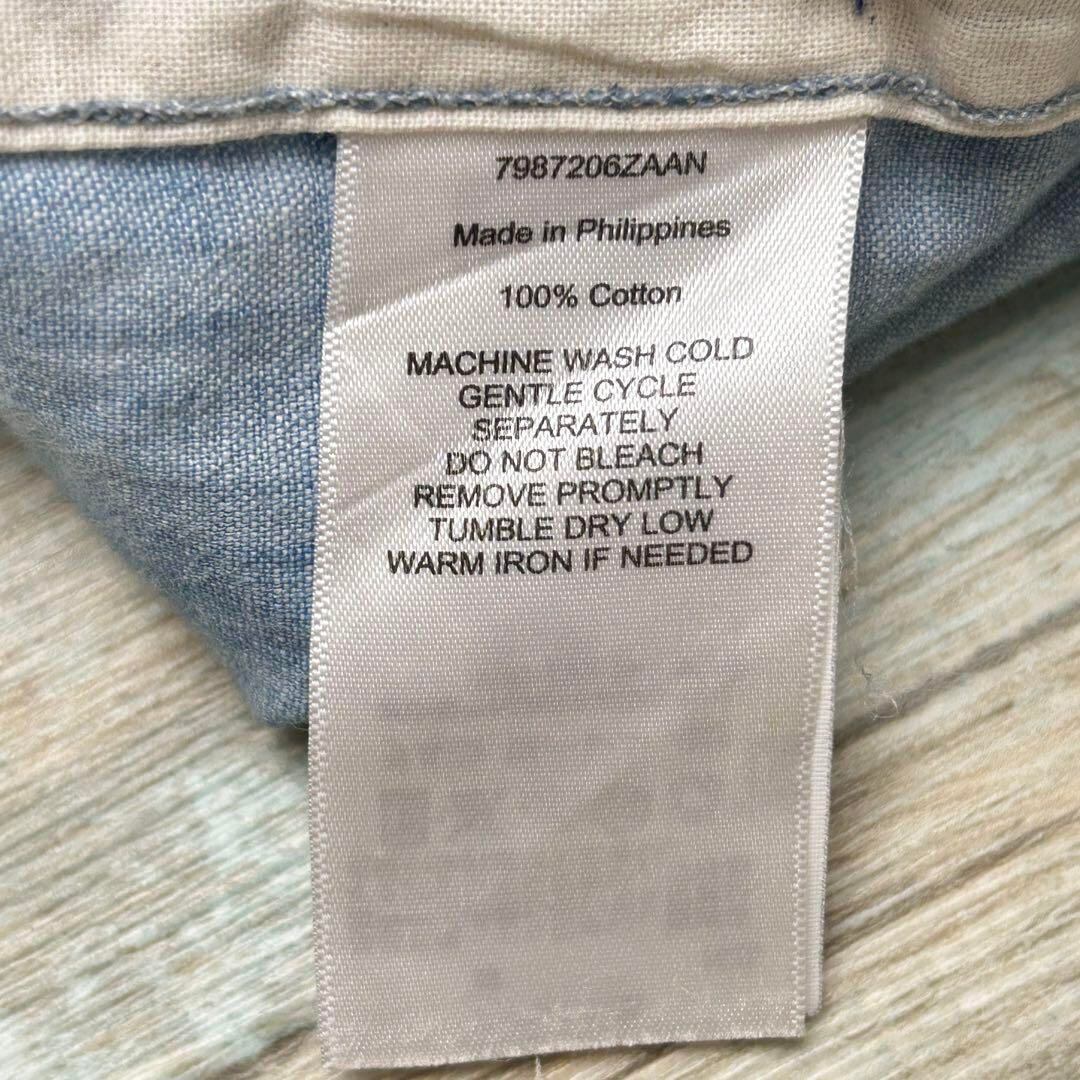 7987206ZAAN
Made in Philippines
100% Cotton
MACHINE WASH COLD
GENTLE CYCLE
SEPARATELY
DO NOT BLEACH
REMOVE PROMPTLY
TUMBLE DRY LOW
WARM IRON IF NEEDED